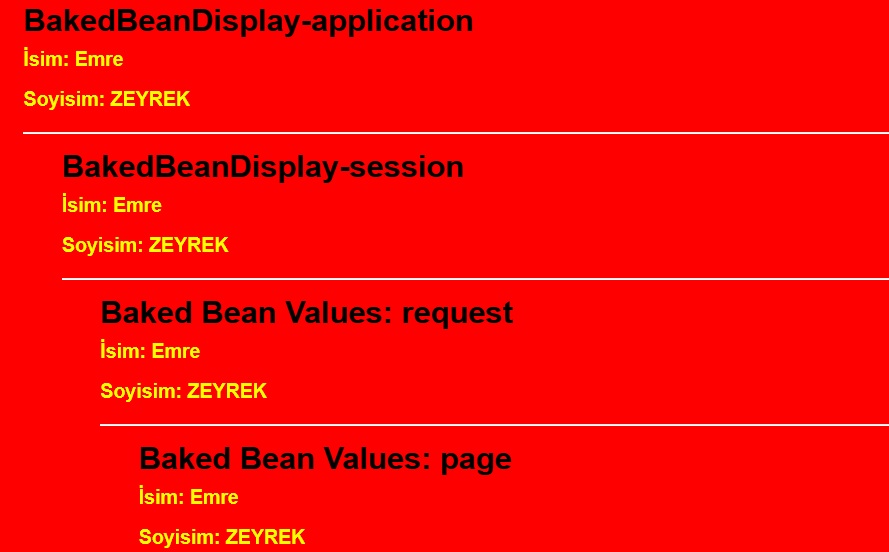 BakedBeanDisplay-application
İsim: Emre
Soyisim: ZEYREK
BakedBeanDisplay-session
İsim: Emre
Soyisim: ZEYREK
Baked Bean Values: request
İsim: Emre
Soyisim: ZEYREK
Baked Bean Values: page
İsim: Emre
Soyisim: ZEYREK